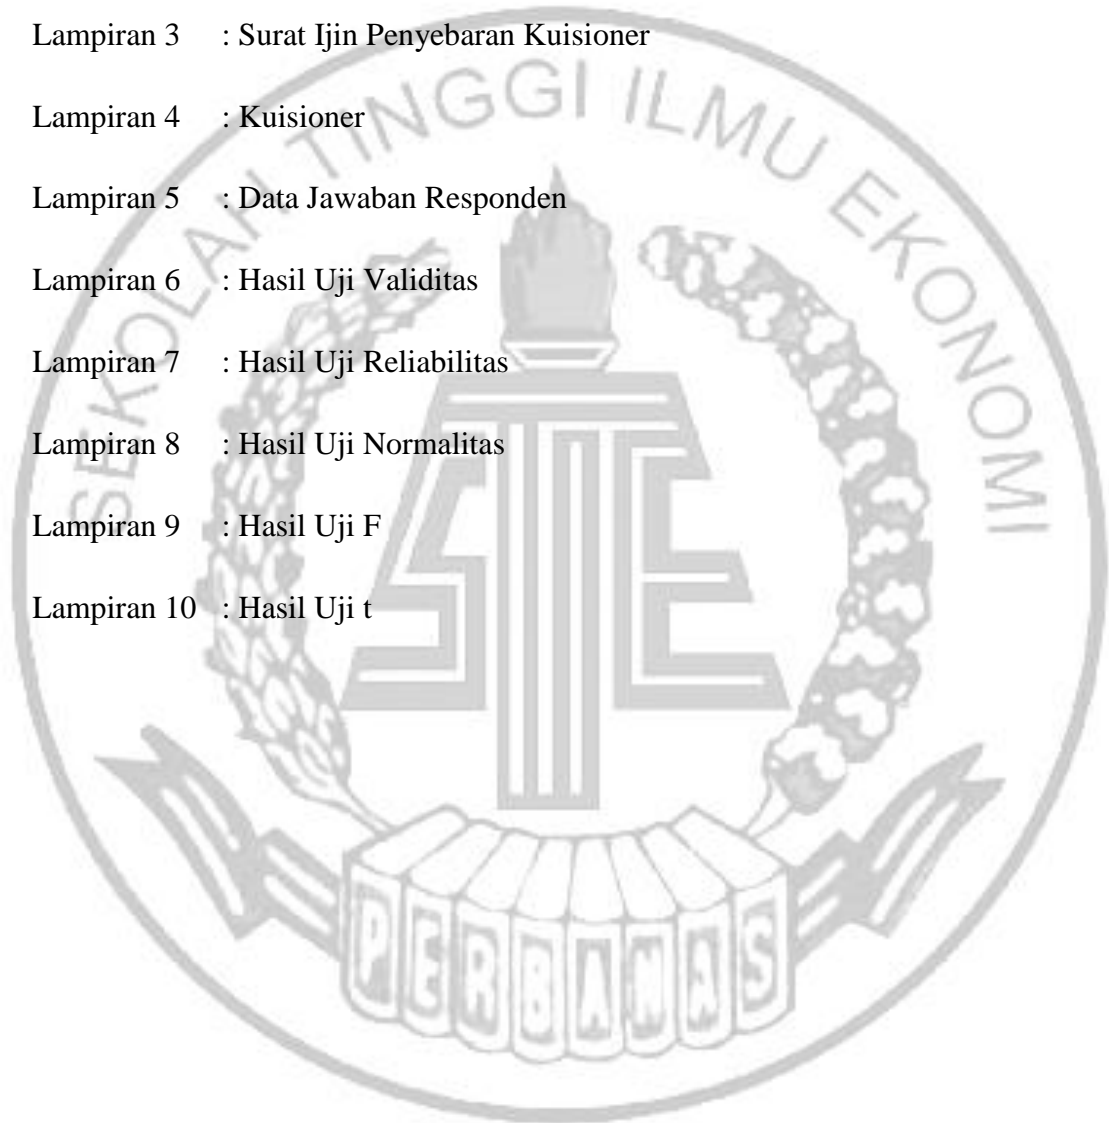 Lampiran 3 : Surat Ijin Penyebaran Kuisioner
Lampiran 4 : Kuisioner
Lampiran 5 : Data Jawaban Responden
Lampiran 6 : Hasil Uji Validitas
Lampiran 7 : Hasil Uji Reliabilitas
Lampiran 8 : Hasil Uji Normalitas
Lampiran 9 : Hasil Uji F
Lampiran 10 : Hasil Uji t
SEKOLAH TINGGI ILMU EKONOMI
STIE
PERBANAS